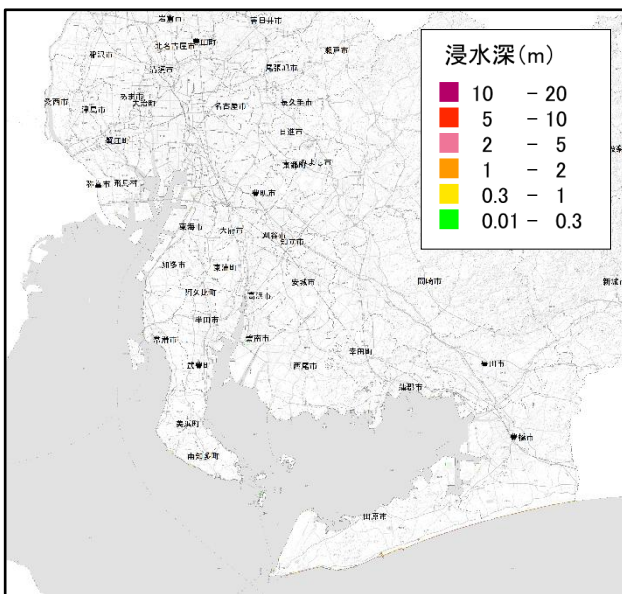 岩倉市
豊山町
春日井市
稲沢市
北名古屋市
瀬戸市
清須市
尾張旭市
愛西市
津島市
あま市
大治町
名古屋市
長久手市
日進市
蟹江町
東郷町
みよし市
弥富市
飛島村
豊明市
東海市
大府市
刈谷市
知立市
知多市
東浦町
安城市
岡崎市
新城市
阿久比町
高浜市
半田市
常滑市
碧南市
武豊町
西尾市
幸田町
豊川市
蒲郡市
美浜町
豊橋市
南知多町
田原市
浸水深(m)
10 - 20
5 - 10
2 - 5
1 - 2
0.3 - 1
0.01 - 0.3